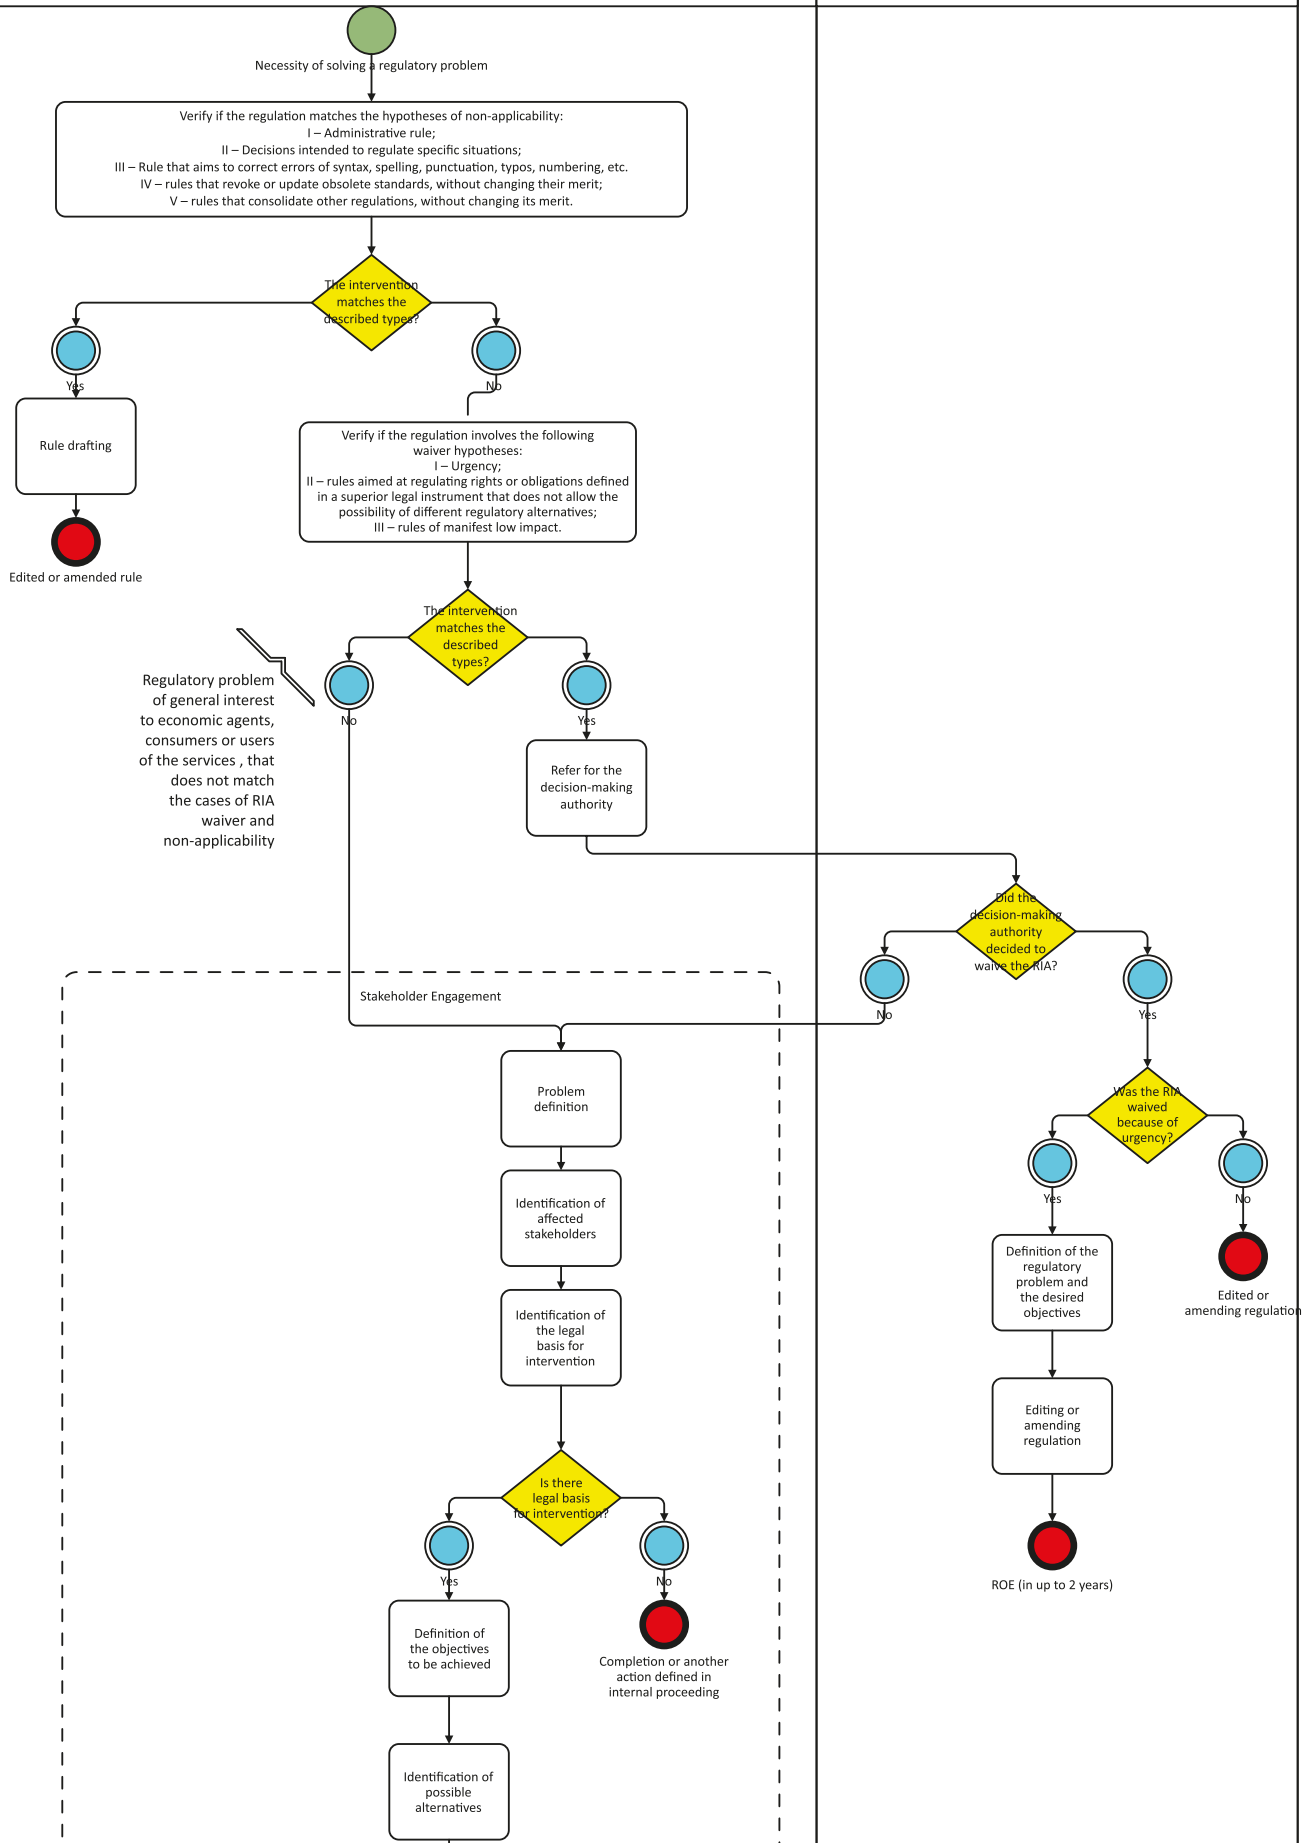 Necessity of solving a regulatory problem
Verify if the regulation matches the hypotheses of non-applicability:
I – Administrative rule;
II – Decisions intended to regulate specific situations;
III – Rule that aims to correct errors of syntax, spelling, punctuation, typos, numbering, etc.
IV – rules that revoke or update obsolete standards, without changing their merit;
V – rules that consolidate other regulations, without changing its merit.
The intervention
matches the
described types?
Yes
No
Rule drafting
Edited or amended rule
Verify if the regulation involves the following
waiver hypotheses:
I – Urgency;
II – rules aimed at regulating rights or obligations defined
in a superior legal instrument that does not allow the
possibility of different regulatory alternatives;
III – rules of manifest low impact.
The intervention
matches the
described
types?
No
Yes
Regulatory problem
of general interest
to economic agents,
consumers or users
of the services , that
does not match
the cases of RIA
waiver and
non-applicability
Refer for the
decision-making
authority
Did the
decision-making
authority
decided to
waive the RIA?
No
Yes
Stakeholder Engagement
Problem
definition
Was the RIA
waived
because of
urgency?
Yes
No
Identification of
affected
stakeholders
Definition of the
regulatory
problem and
the desired
objectives
Edited or
amending regulation
Identification of
the legal
basis for
intervention
Editing or
amending
regulation
Is there
legal basis
for intervention?
Yes
No
ROE (in up to 2 years)
Definition of
the objectives
to be achieved
Completion or another
action defined in
internal proceeding
Identification of
possible
alternatives